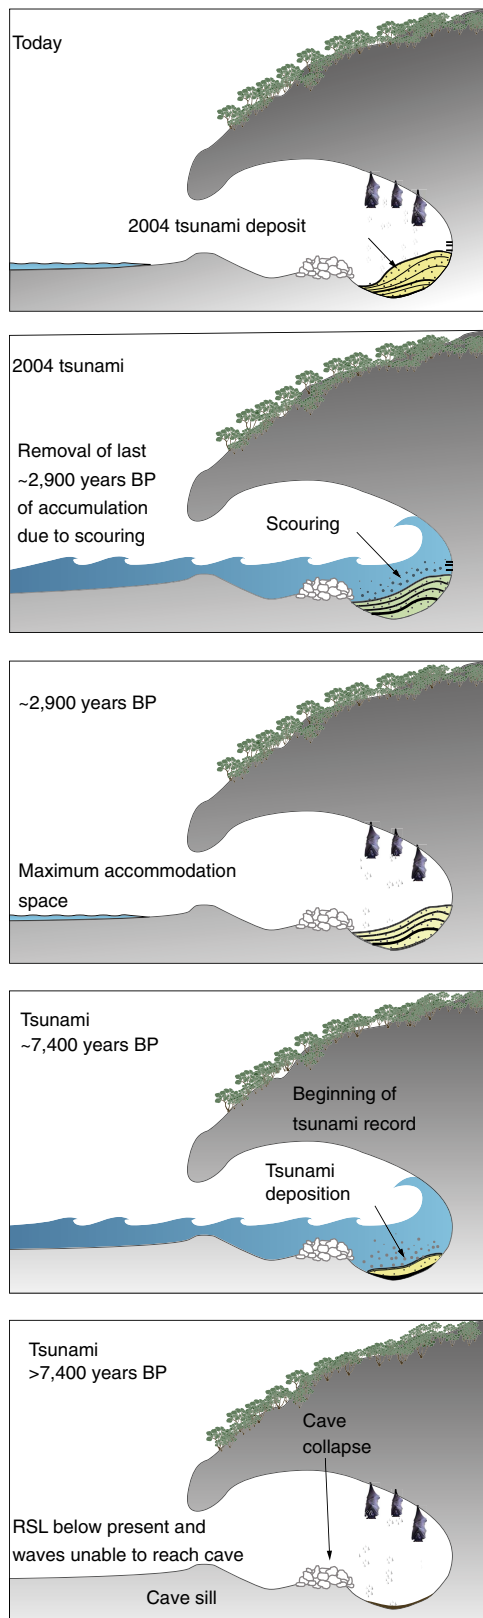 Today
2004 tsunami deposit
2004 tsunami
Removal of last
~2,900 years BP
of accumulation
due to scouring
Scouring
~2,900 years BP
Maximum accommodation
space
Tsunami
~7,400 years BP
Beginning of
tsunami record
Tsunami
deposition
Tsunami
>7,400 years BP
Cave
collapse
RSL below present and
waves unable to reach cave
Cave sill